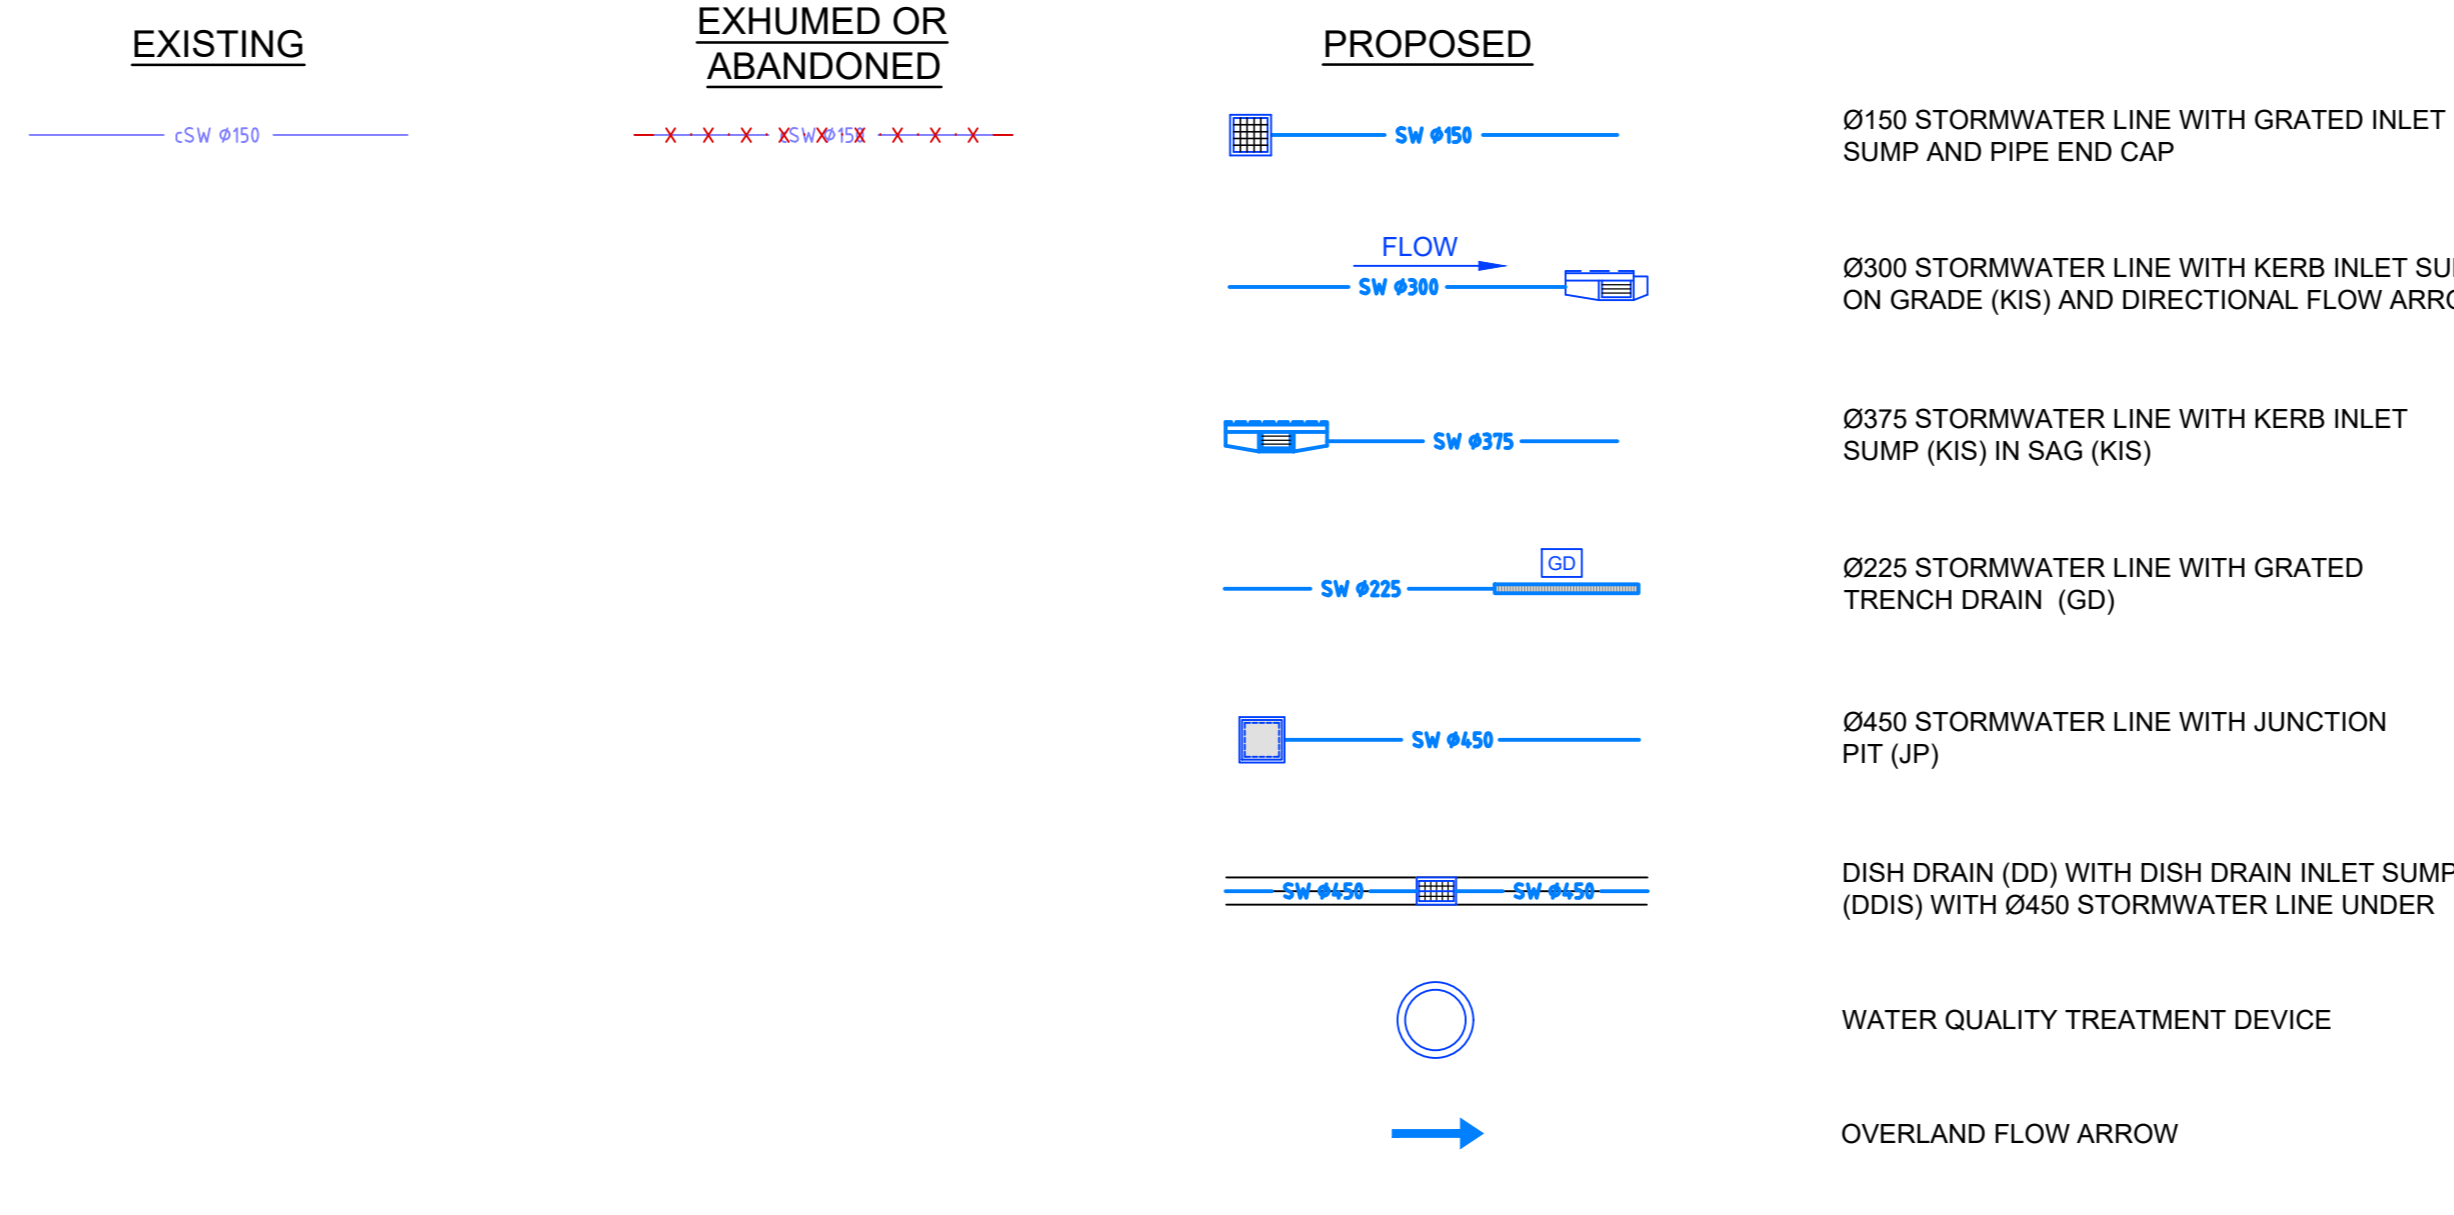 EXISTING
EXHUMED OR
ABANDONED
PROPOSED
cSW Ø150
cSW Ø150
SW Ø150
Ø150 STORMWATER LINE WITH GRATED INLET
SUMP AND PIPE END CAP
FLOW
SW Ø300
Ø300 STORMWATER LINE WITH KERB INLET
ON GRADE (KIS) AND DIRECTIONAL FLOW
SW Ø375
Ø375 STORMWATER LINE WITH KERB INLET
SUMP (KIS) IN SAG (KIS)
GD
SW Ø225
Ø225 STORMWATER LINE WITH GRATED
TRENCH DRAIN (GD)
SW Ø450
Ø450 STORMWATER LINE WITH JUNCTION
PIT (JP)
SW Ø450 SW Ø450
DISH DRAIN (DD) WITH DISH DRAIN INLET SUMP
(DDIS) WITH Ø450 STORMWATER LINE UNDER
WATER QUALITY TREATMENT DEVICE
OVERLAND FLOW ARROW